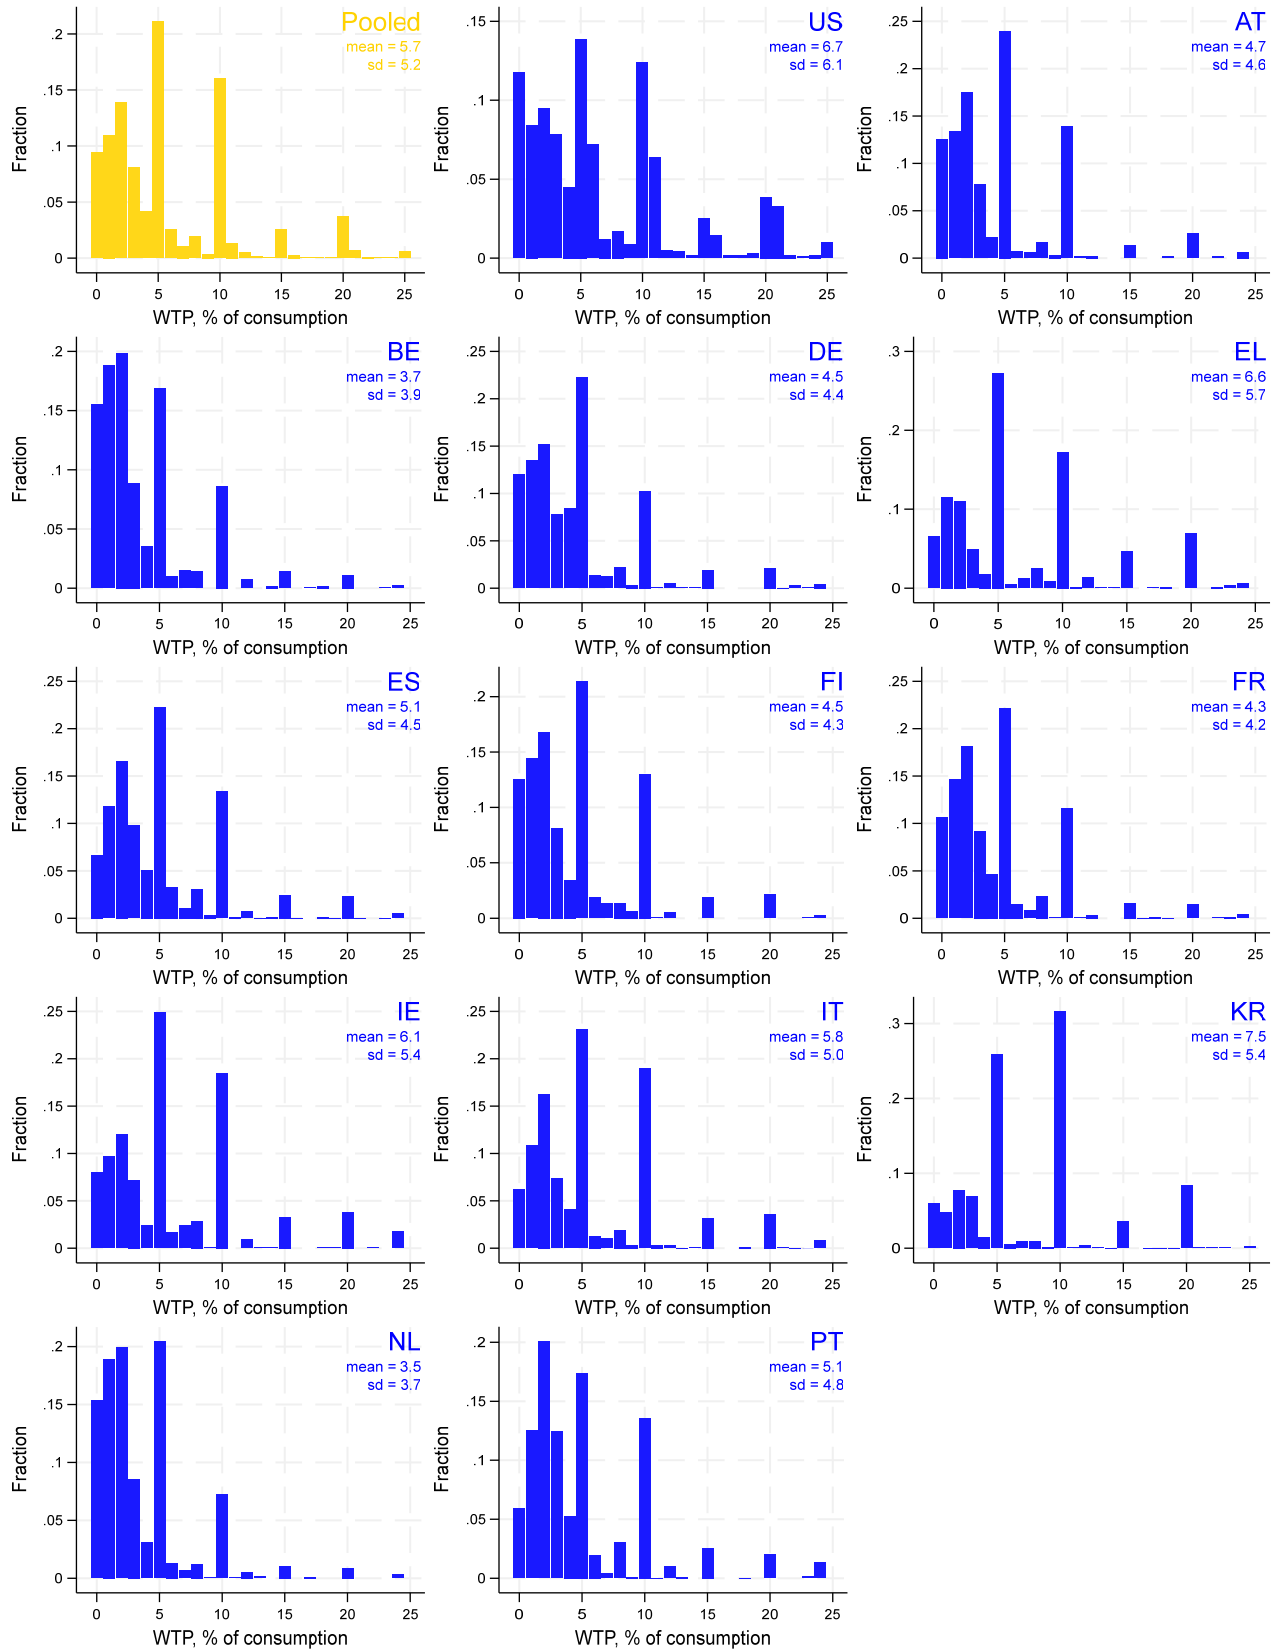 Pooled
mean = 5.7
sd = 5.2
Fraction
.2
.15
.1
.05
0
0 5 10 15 20 25
WTP, % of consumption
US
mean = 6.7
sd = 6.1
Fraction
.15
.1
.05
0
0 5 10 15 20 25
WTP, % of consumption
AT
mean = 4.7
sd = 4.6
Fraction
.25
.2
.15
.1
.05
0
0 5 10 15 20 25
WTP, % of consumption
BE
mean = 3.7
sd = 3.9
Fraction
.2
.15
.1
.05
0
0 5 10 15 20 25
WTP, % of consumption
DE
mean = 4.5
sd = 4.4
Fraction
.25
.2
.15
.1
.05
0
0 5 10 15 20 25
WTP, % of consumption
EL
mean = 6.6
sd = 5.7
Fraction
.3
.2
.1
0
0 5 10 15 20 25
WTP, % of consumption
ES
mean = 5.1
sd = 4.5
Fraction
.25
.2
.15
.1
.05
0
0 5 10 15 20 25
WTP, % of consumption
FI
mean = 4.5
sd = 4.3
Fraction
.2
.15
.1
.05
0
0 5 10 15 20 25
WTP, % of consumption
FR
mean = 4.3
sd = 4.2
Fraction
.25
.2
.15
.1
.05
0
0 5 10 15 20 25
WTP, % of consumption
IE
mean = 6.1
sd = 5.4
Fraction
.25
.2
.15
.1
.05
0
0 5 10 15 20 25
WTP, % of consumption
IT
mean = 5.8
sd = 5.0
Fraction
.25
.2
.15
.1
.05
0
0 5 10 15 20 25
WTP, % of consumption
KR
mean = 7.5
sd = 5.4
Fraction
.3
.2
.1
0
0 5 10 15 20 25
WTP, % of consumption
NL
mean = 3.5
sd = 3.7
Fraction
.2
.15
.1
.05
0
0 5 10 15 20 25
WTP, % of consumption
PT
mean = 5.1
sd = 4.8
Fraction
.2
.15
.1
.05
0
0 5 10 15 20 25
WTP, % of consumption